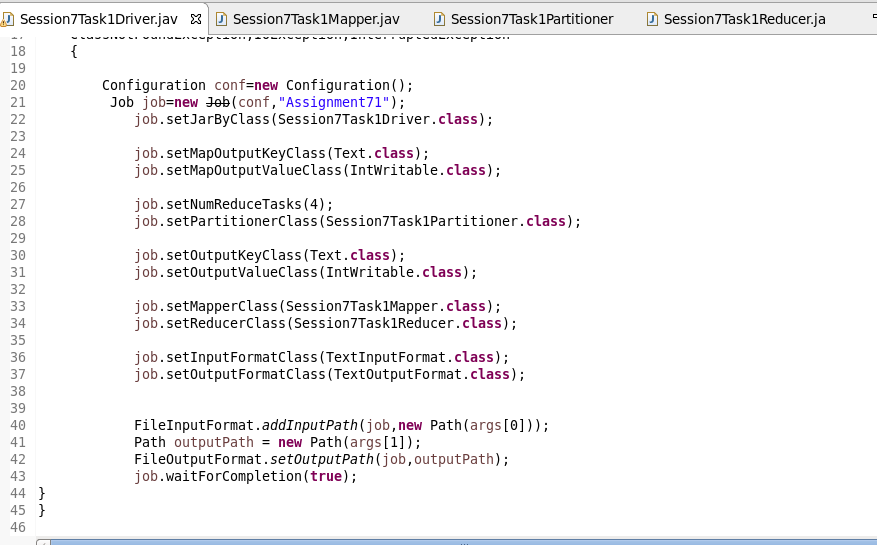 Session7Task1Driver.jav
Session7Task1Mapper.jav
Session7Task1Partitioner
Session7Task1Reducer.ja
17 ClassNotFoundException,IOException,InterruptedException
18 {
19
20 Configuration conf=new Configuration();
21 Job job=new Job(conf,"Assignment71");
22 job.setJarByClass(Session7Task1Driver.class);
23
24 job.setMapOutputKeyClass(Text.class);
25 job.setMapOutputValueClass(IntWritable.class);
26
27 job.setNumReduceTasks(4);
28 job.setPartitionerClass(Session7Task1Partitioner.class);
29
30 job.setOutputKeyClass(Text.class);
31 job.setOutputValueClass(IntWritable.class);
32
33 job.setMapperClass(Session7Task1Mapper.class);
34 job.setReducerClass(Session7Task1Reducer.class);
35
36 job.setInputFormatClass(TextInputFormat.class);
37 job.setOutputFormatClass(TextOutputFormat.class);
38
39
40 FileInputFormat.addInputPath(job,new Path(args[0]));
41 Path outputPath = new Path(args[1]);
42 FileOutputFormat.setOutputPath(job,outputPath);
43 job.waitForCompletion(true);
44 }
45 }
46